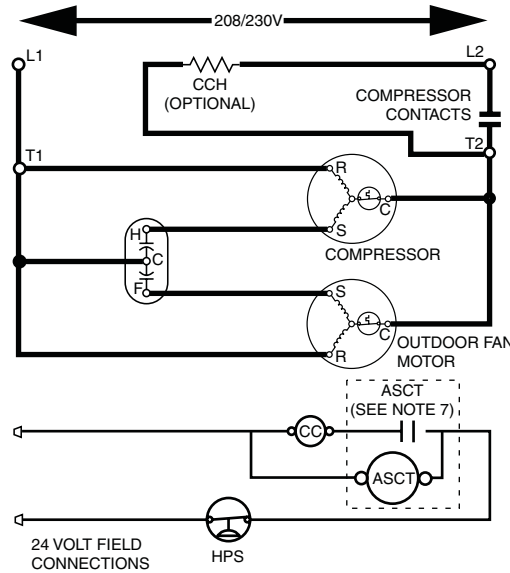 208/230V
L1
L2
CCH
(OPTIONAL)
COMPRESSOR
CONTACTS
T1
T2
R
C
S
COMPRESSOR
H
C
F
S
C
R
OUTDOOR FAN
MOTOR
ASCT
(SEE NOTE 7)
CC
ASCT
24 VOLT FIELD
CONNECTIONS
HPS